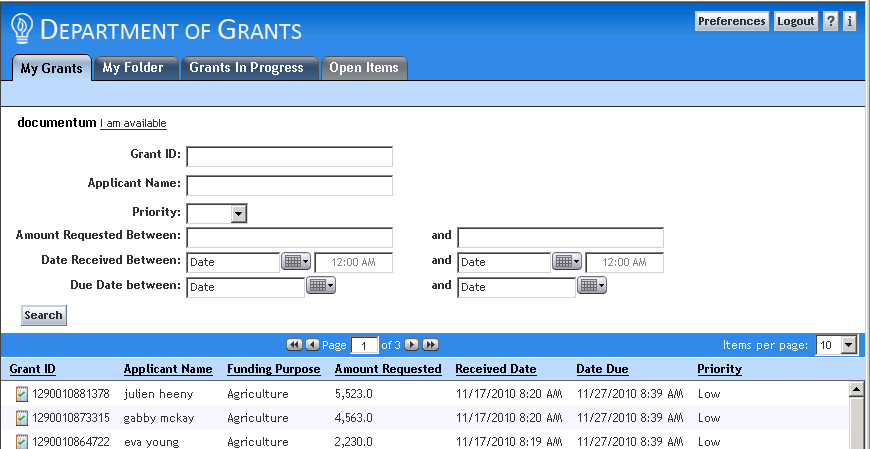 DEPARTMENT OF GRANTS
Preferences Logout ? i
My Grants My Folder Grants In Progress Open Items
documentum I am available
Grant ID:
Applicant Name:
Priority:
Amount Requested Between: and
Date Received Between: Date 12:00 AM and Date 12:00 AM
Due Date between: Date and Date
Search
Page 1 of 3 Items per page: 10
Grant ID Applicant Name Funding Purpose Amount Requested Received Date Date Due Priority
1290010881378 julien heeny Agriculture 5,523.0 11/17/2010 8:20 AM 11/27/2010 8:39 AM Low
1290010873315 gabby mckay Agriculture 4,563.0 11/17/2010 8:20 AM 11/27/2010 8:39 AM Low
1290010864722 eva young Agriculture 2,230.0 11/17/2010 8:19 AM 11/27/2010 8:39 AM Low